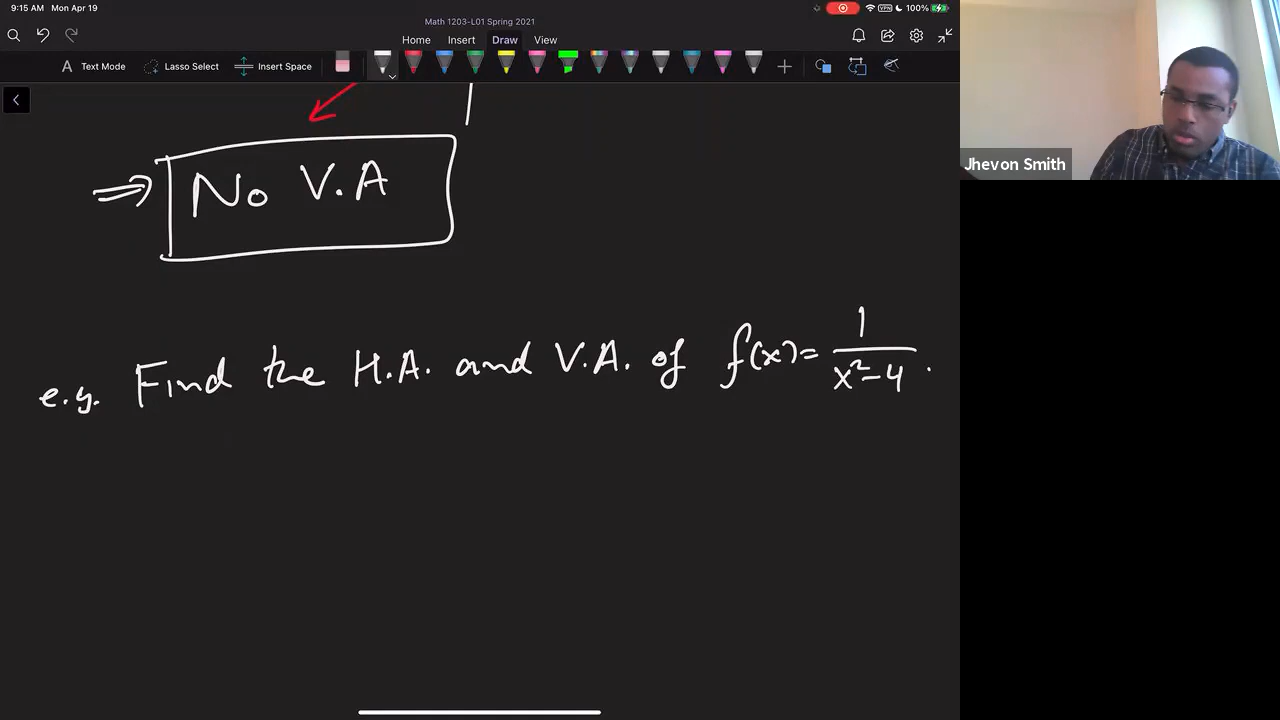 9:15 AM Mon Apr 19
VPN 100%
Math 1203-L01 Spring 2021
Home Insert Draw View
A Text Mode Lasso Select Insert Space
⇒ No V.A
e.g. Find the H.A. and V.A. of f(x)= 1/(x²-4).
Jhevon Smith